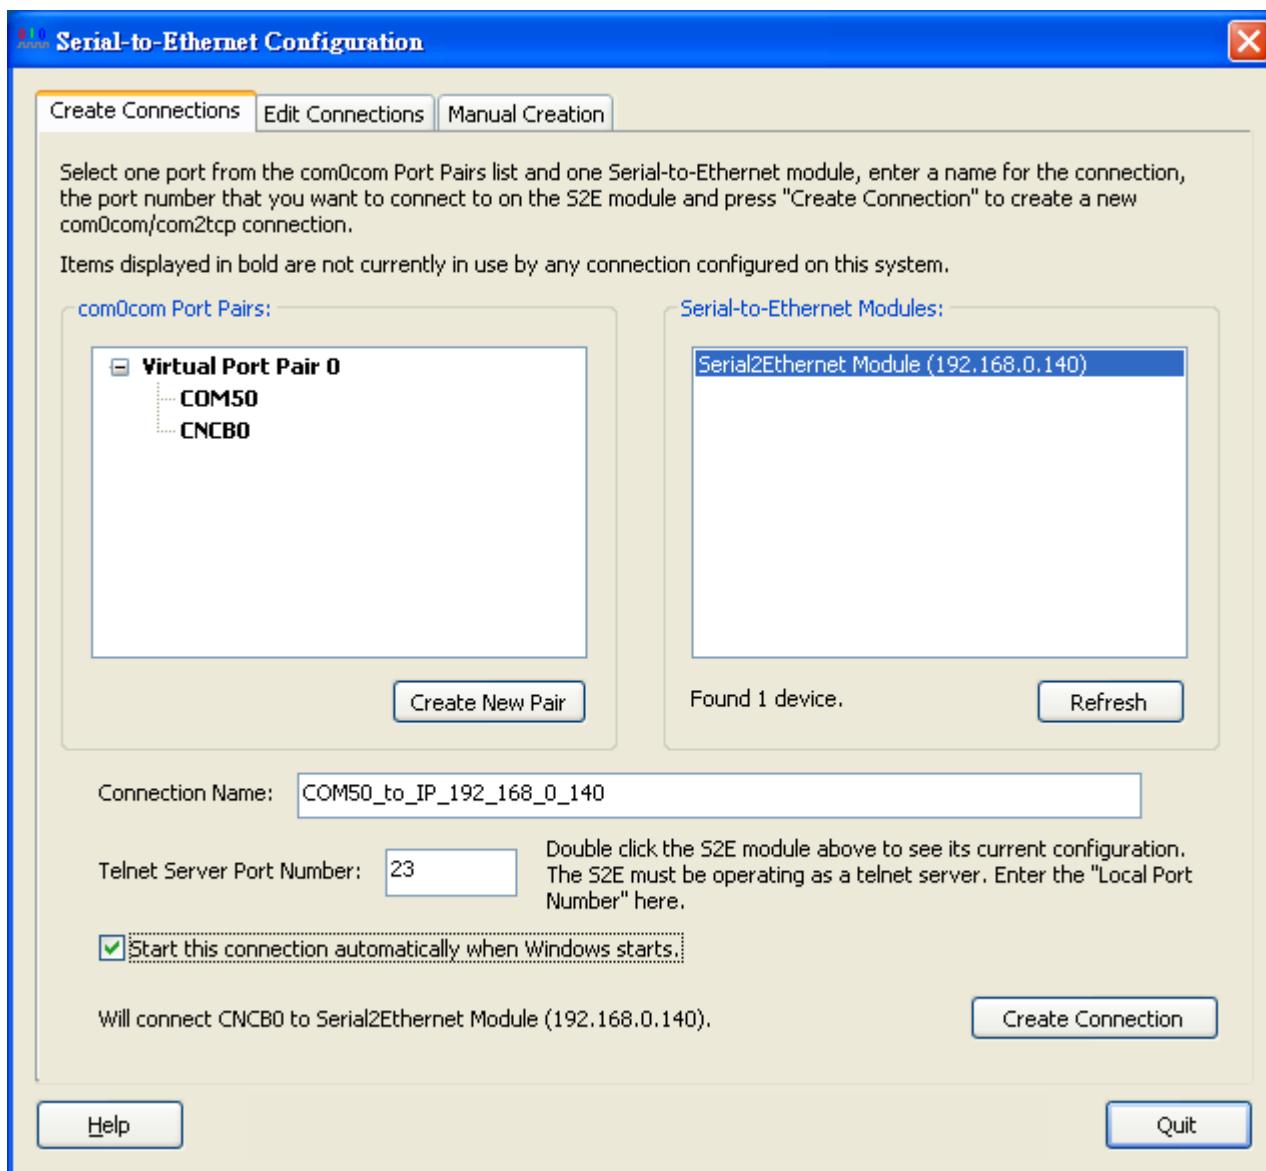 Serial-to-Ethernet Configuration
Create Connections
Edit Connections
Manual Creation
Select one port from the com0com Port Pairs list and one Serial-to-Ethernet module, enter a name for the connection,
the port number that you want to connect to on the S2E module and press "Create Connection" to create a new
com0com/com2tcp connection.
Items displayed in bold are not currently in use by any connection configured on this system.
com0com Port Pairs:
Virtual Port Pair 0
COM50
CNCB0
Create New Pair
Serial-to-Ethernet Modules:
Serial2Ethernet Module (192.168.0.140)
Found 1 device.
Refresh
Connection Name:
COM50_to_IP_192_168_0_140
Telnet Server Port Number:
23
Double click the S2E module above to see its current configuration.
The S2E must be operating as a telnet server. Enter the "Local Port
Number" here.
Start this connection automatically when Windows starts.
Will connect CNCB0 to Serial2Ethernet Module (192.168.0.140).
Create Connection
Help
Quit